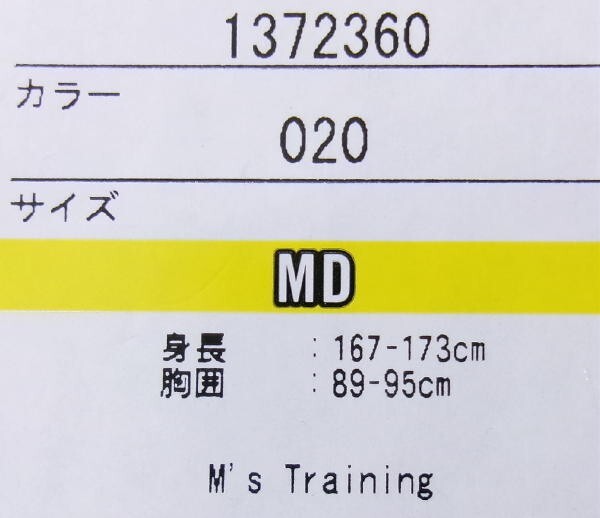 1372360
カラー
020
サイズ
MD
身長 : 167-173cm
胸囲 : 89-95cm
M's Training